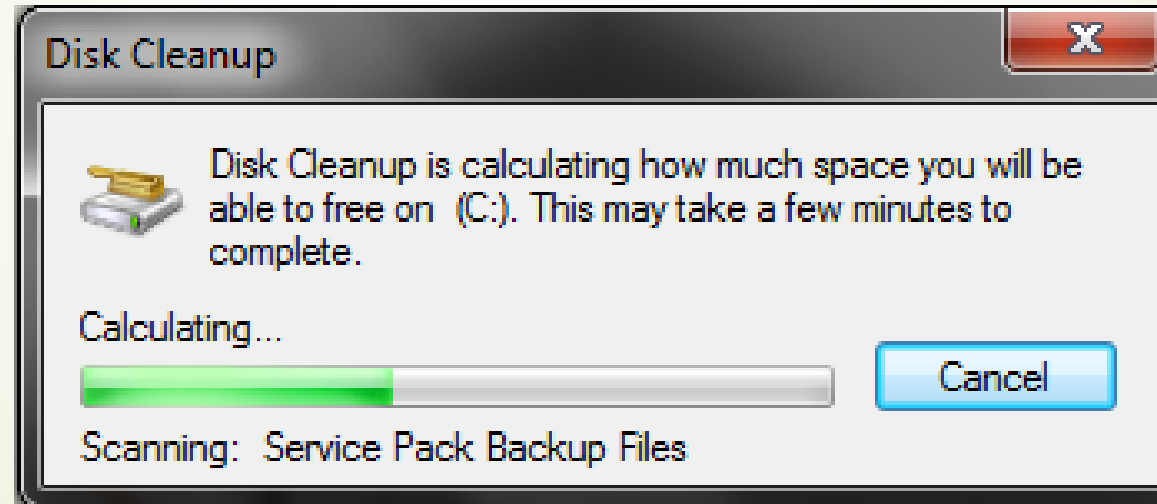 Disk Cleanup
Disk Cleanup is calculating how much space you will be
able to free on  (C:). This may take a few minutes to
complete.
Calculating...
Cancel
Scanning:  Service Pack Backup Files